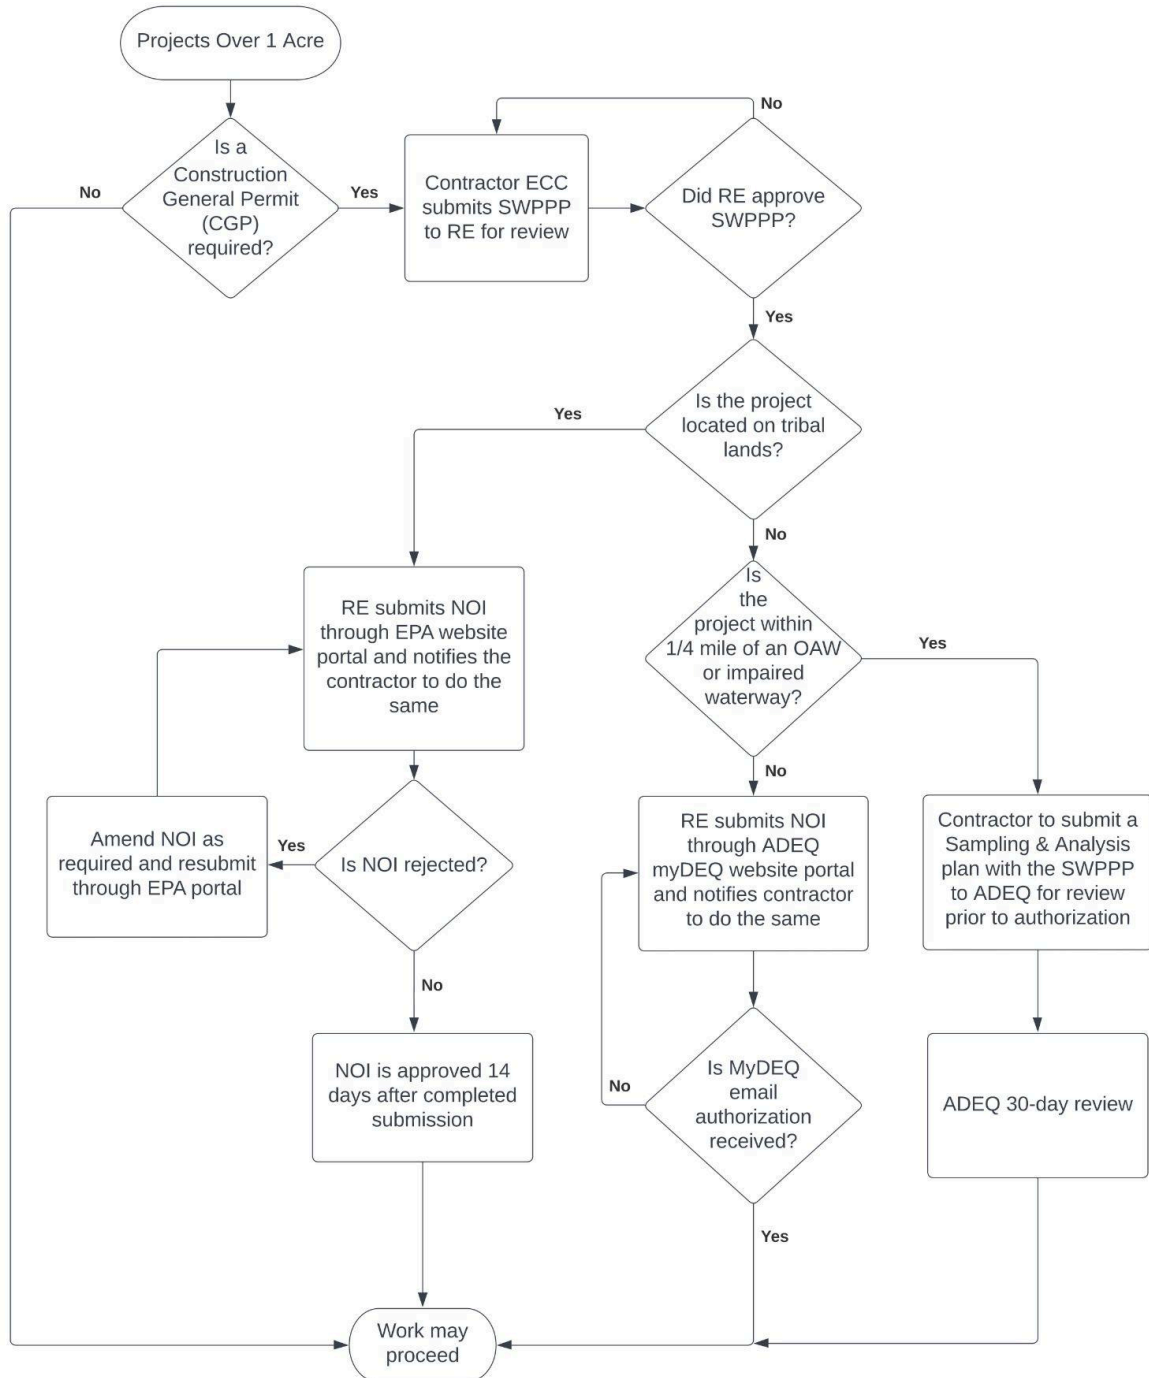 Projects Over 1 Acre
Is a
Construction
General Permit
(CGP)
required?
No
Yes
Contractor ECC
submits SWPPP
to RE for review
No
Did RE approve
SWPPP?
Yes
Is the project
located on tribal
lands?
Yes
No
RE submits NOI
through EPA website
portal and notifies the
contractor to do the
same
Is
the
project within
1/4 mile of an OAW
or impaired
waterway?
Yes
No
Amend NOI as
required and resubmit
through EPA portal
Yes
Is NOI rejected?
No
RE submits NOI
through ADEQ
myDEQ website portal
and notifies contractor
to do the same
Contractor to submit a
Sampling & Analysis
plan with the SWPPP
to ADEQ for review
prior to authorization
NOI is approved 14
days after completed
submission
No
Is MyDEQ
email
authorization
received?
Yes
ADEQ 30-day review
Work may
proceed